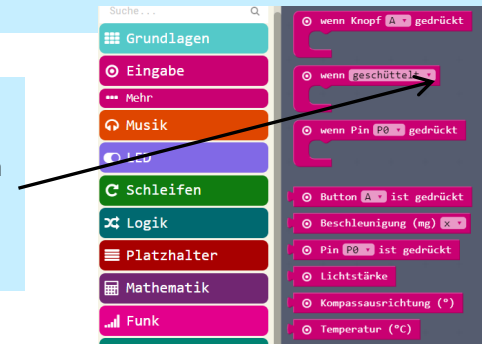 Suche...
Grundlagen
Eingabe
Mehr
Musik
LED
Schleifen
Logik
Platzhalter
Mathematik
Funk
wenn Knopf A gedrückt
wenn geschüttelt
wenn Pin P0 gedrückt
Button A ist gedrückt
Beschleunigung (mg) x
Pin P0 ist gedrückt
Lichtstärke
Kompassausrichtung (°)
Temperatur (°C)